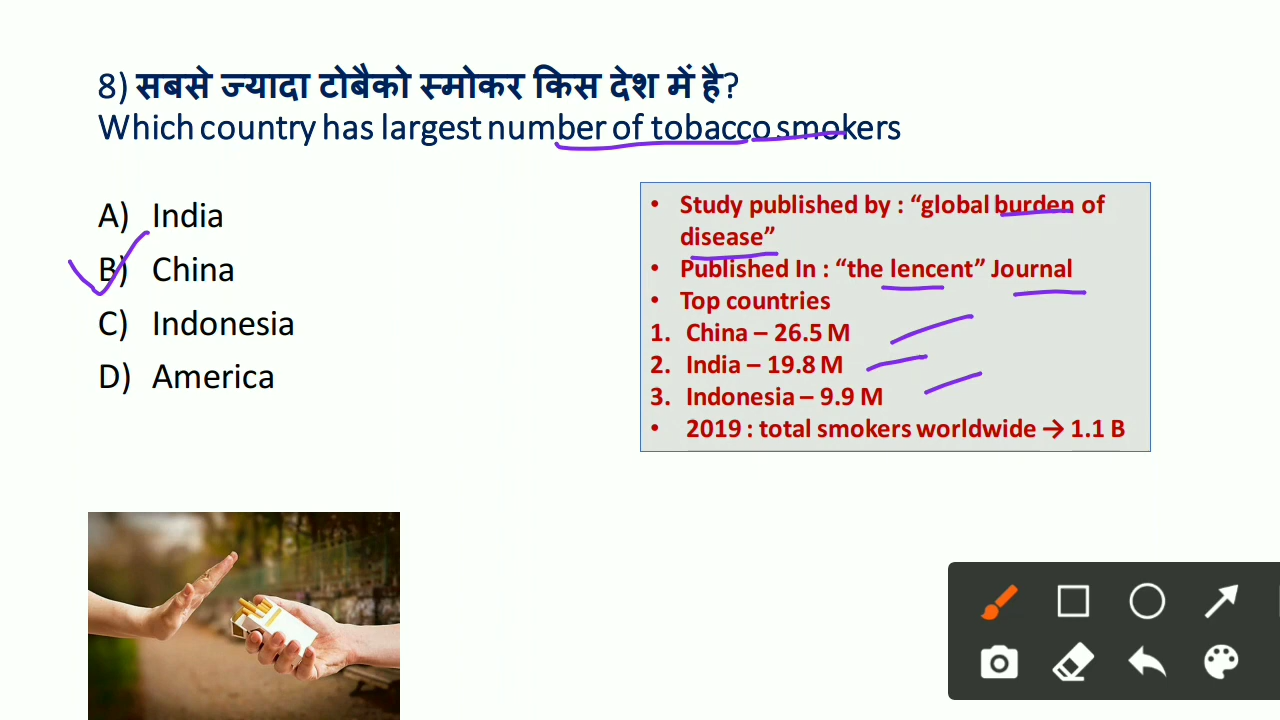 8) सबसे ज्यादा टोबैको स्मोकर किस देश में है?
Which country has largest number of tobacco smokers
A) India
B) China
C) Indonesia
D) America
• Study published by : “global burden of
disease”
• Published In : “the lencent” Journal
• Top countries
1. China – 26.5 M
2. India – 19.8 M
3. Indonesia – 9.9 M
• 2019 : total smokers worldwide → 1.1 B